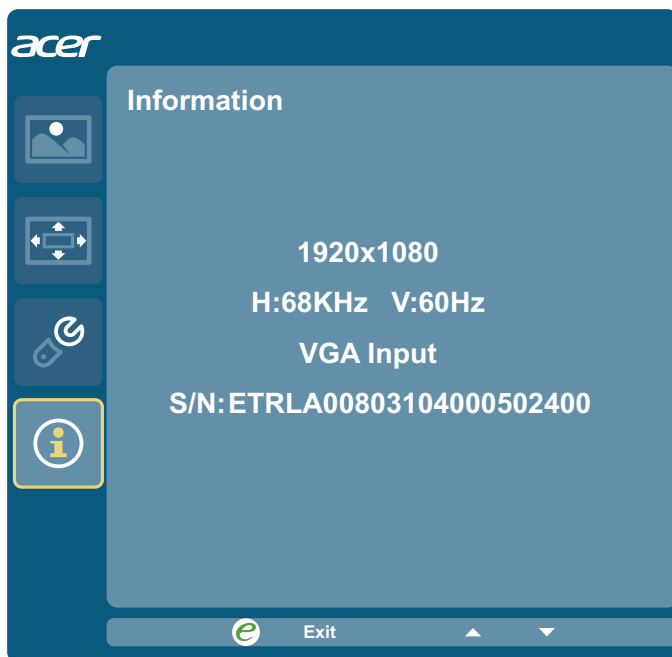 acer
Information
1920x1080
H:68KHz V:60Hz
VGA Input
S/N:ETRLA00803104000502400
e Exit